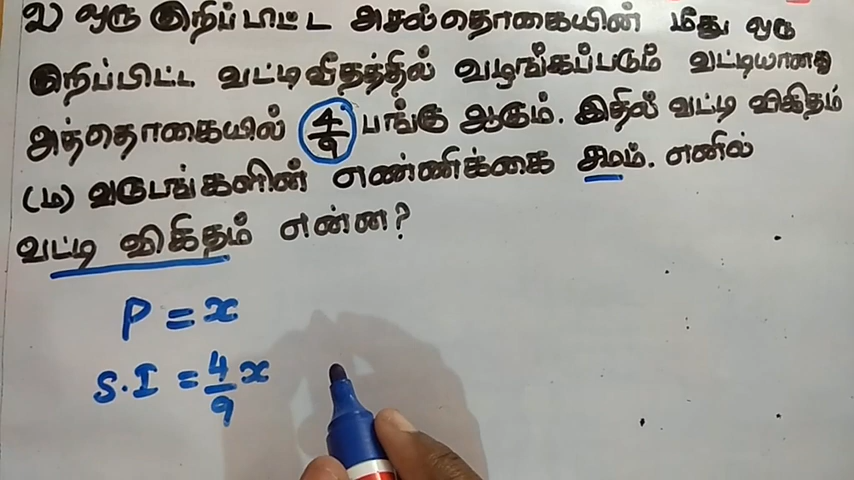 2) ஒரு குறிப்பிட்ட அசல்தொகையின் மீது ஒரு
குறிப்பிட்ட வட்டிவீதத்தில் வழங்கப்படும் வட்டியானது
அத்தொகையில் 4/9 பங்கு ஆகும். இதில் வட்டி விகிதம்
(ம) வருடங்களின் எண்ணிக்கை சமம். எனில்
வட்டி விகிதம் என்ன?
P = x
S.I = 4/9 x